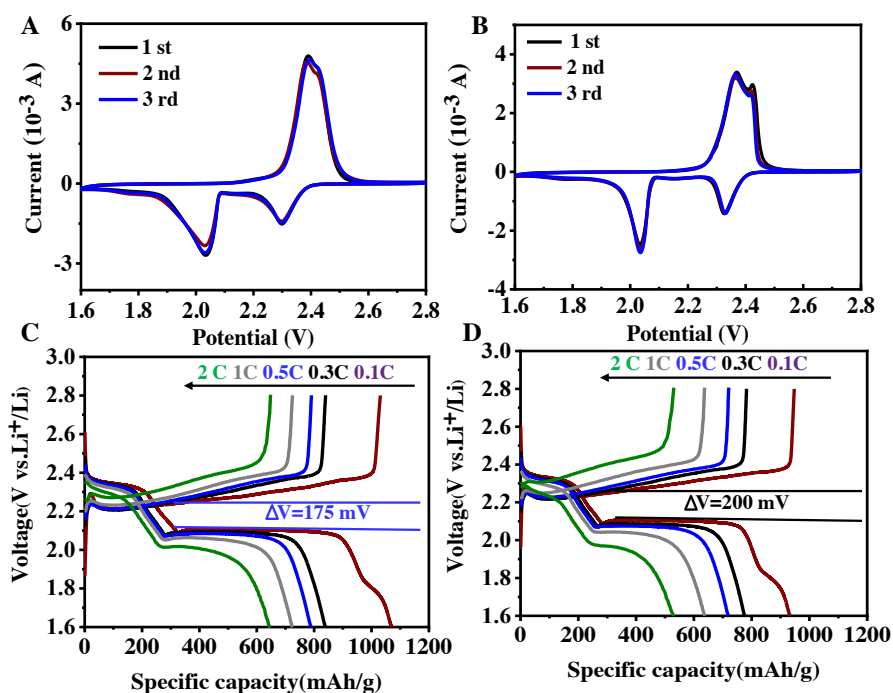 A
1 st
2 nd
3 rd
Current (10-3 A)
6
3
0
-3
1.6 1.8 2.0 2.2 2.4 2.6 2.8
Potential (V)
B
1 st
2 nd
3 rd
Current (10-3 A)
5
4
2
0
-2
-4
1.6 1.8 2.0 2.2 2.4 2.6 2.8
Potential (V)
C
2 C 1C 0.5C 0.3C 0.1C
ΔV=175 mV
Voltage(V vs.Li+/Li)
3.0
2.8
2.6
2.4
2.2
2.0
1.8
1.6
0 200 400 600 800 1000 1200
Specific capacity(mAh/g)
D
2 C 1C 0.5C 0.3C 0.1C
ΔV=200 mV
Voltage(V vs.Li+/Li)
3.0
2.8
2.6
2.4
2.2
2.0
1.8
1.6
0 200 400 600 800 1000 1200
Specific capacity(mAh/g)